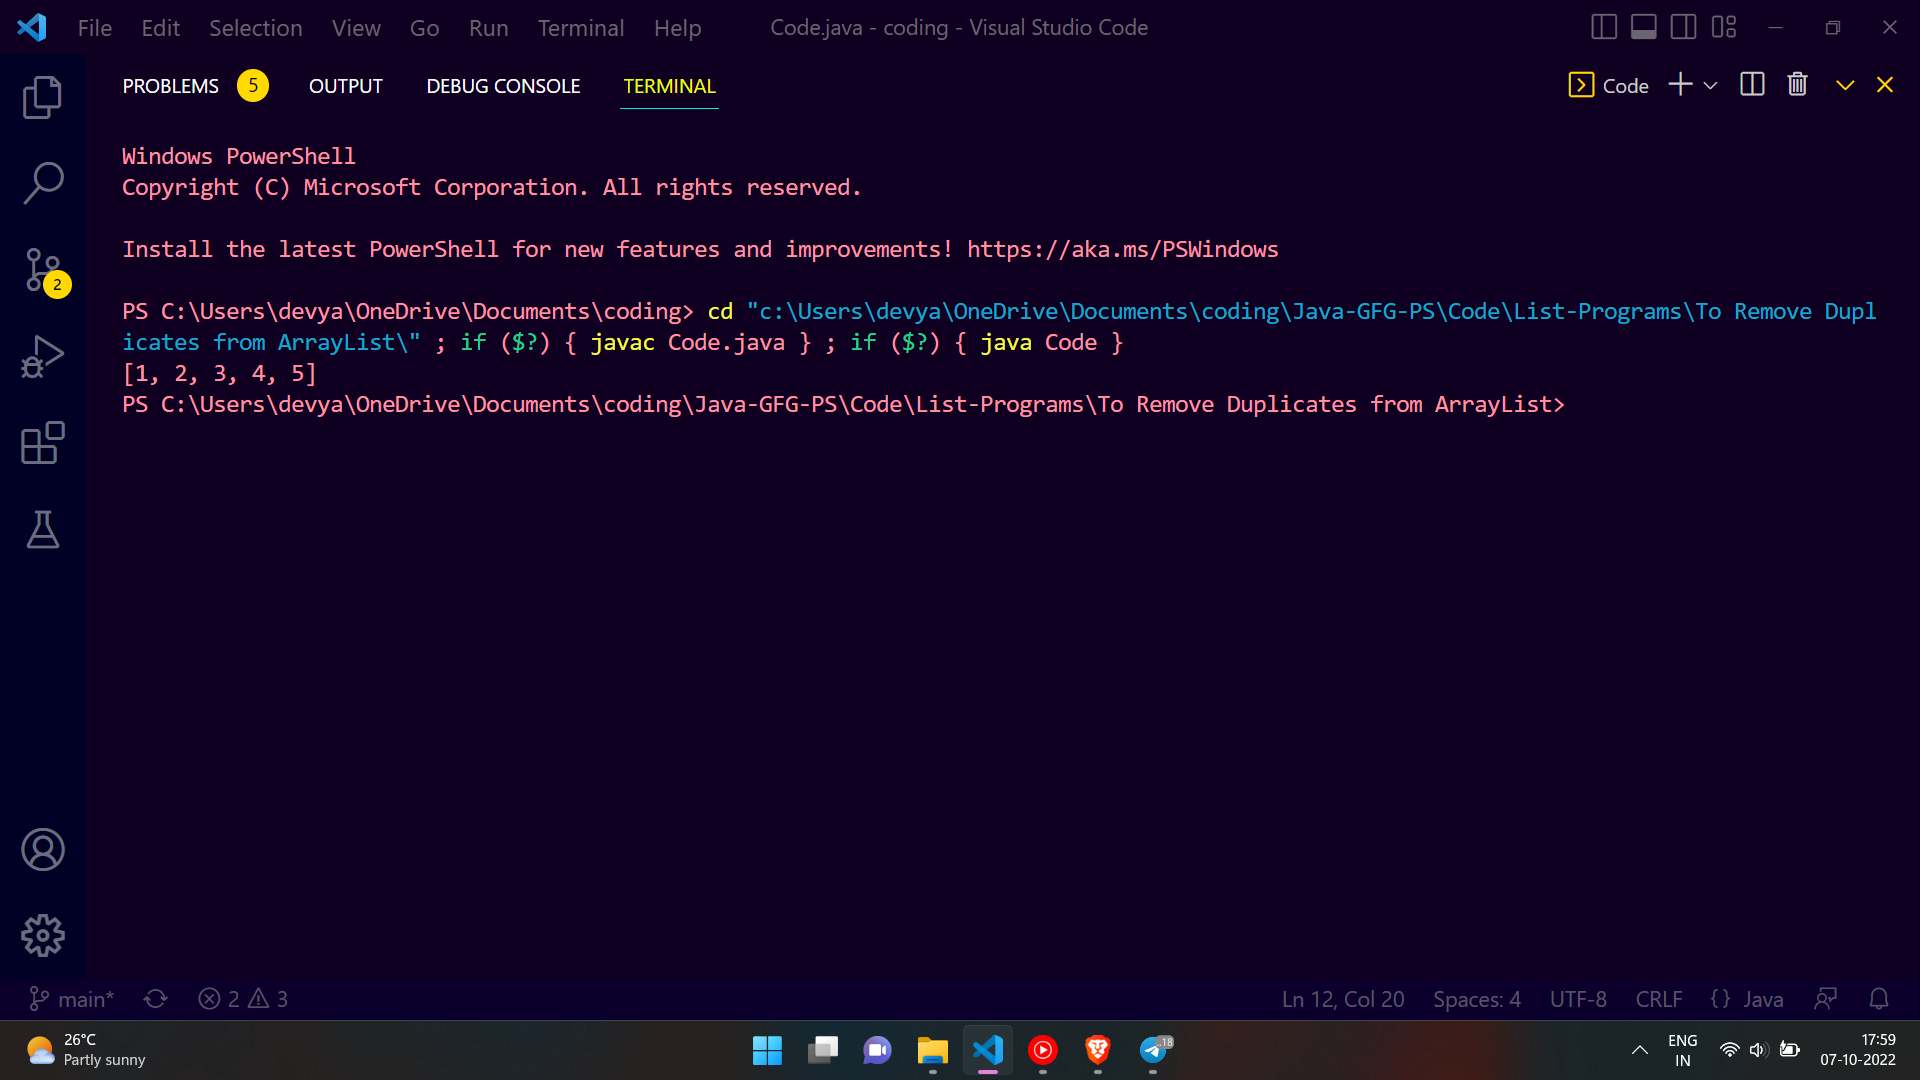 File Edit Selection View Go Run Terminal Help Code.java - coding - Visual Studio Code
PROBLEMS 5 OUTPUT DEBUG CONSOLE TERMINAL Code
Windows PowerShell
Copyright (C) Microsoft Corporation. All rights reserved.
Install the latest PowerShell for new features and improvements! https://aka.ms/PSWindows
2
PS C:\Users\devya\OneDrive\Documents\coding> cd "c:\Users\devya\OneDrive\Documents\coding\Java-GFG-PS\Code\List-Programs\To Remove Dupl
icates from ArrayList\" ; if ($?) { javac Code.java } ; if ($?) { java Code }
[1, 2, 3, 4, 5]
PS C:\Users\devya\OneDrive\Documents\coding\Java-GFG-PS\Code\List-Programs\To Remove Duplicates from ArrayList>
main* 2 3 Ln 12, Col 20 Spaces: 4 UTF-8 CRLF {} Java
26°C
Partly sunny
18
ENG
IN
17:59
07-10-2022